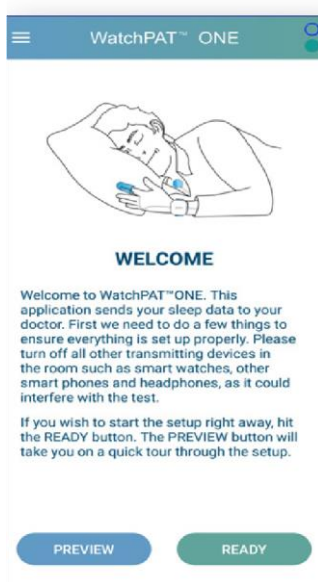 WatchPAT™ ONE
WELCOME
Welcome to WatchPAT™ONE. This
application sends your sleep data to your
doctor. First we need to do a few things to
ensure everything is set up properly. Please
turn off all other transmitting devices in
the room such as smart watches, other
smart phones and headphones, as it could
interfere with the test.
If you wish to start the setup right away, hit
the READY button. The PREVIEW button will
take you on a quick tour through the setup.
PREVIEW READY